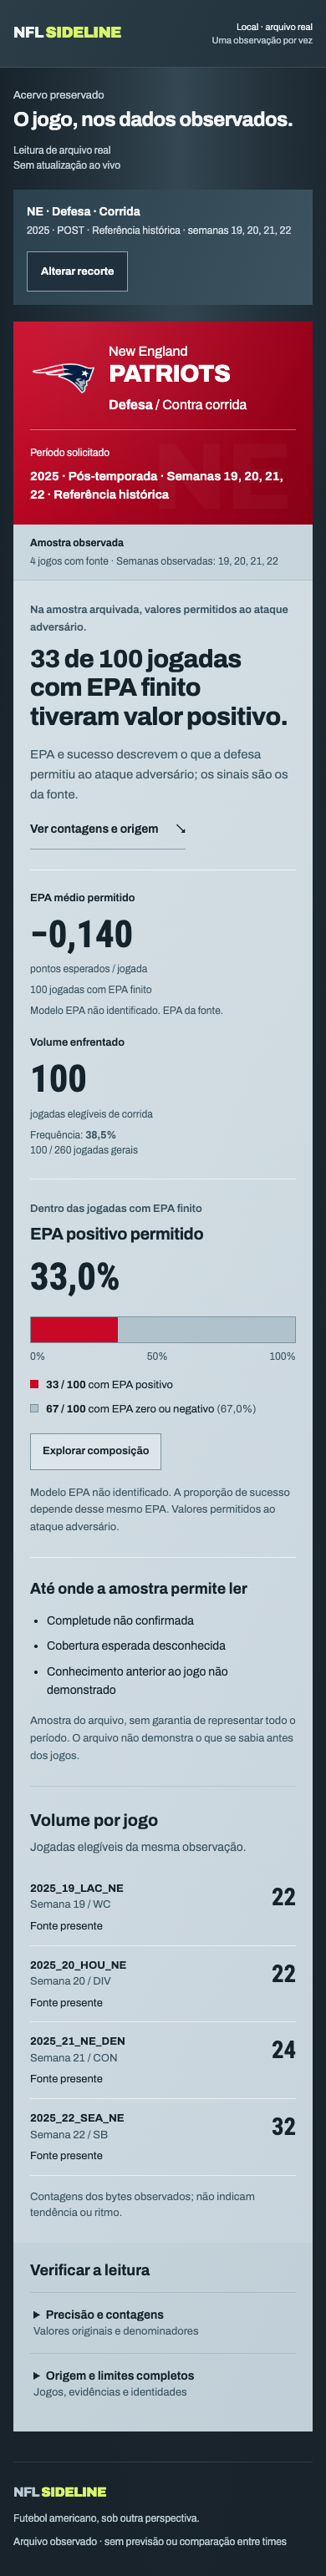 NFL SIDELINE
Local · arquivo real
Uma observação por vez
Acervo preservado
O jogo, nos dados observados.
Leitura de arquivo real
Sem atualização ao vivo
NE · Defesa · Corrida
2025 · POST · Referência histórica · semanas 19, 20, 21, 22
Alterar recorte
New England
PATRIOTS
Defesa / Contra corrida
NE
Período solicitado
2025 · Pós-temporada · Semanas 19, 20, 21,
22 · Referência histórica
Amostra observada
4 jogos com fonte · Semanas observadas: 19, 20, 21, 22
Na amostra arquivada, valores permitidos ao ataque
adversário.
33 de 100 jogadas
com EPA finito
tiveram valor positivo.
EPA e sucesso descrevem o que a defesa
permitiu ao ataque adversário; os sinais são os
da fonte.
Ver contagens e origem ↘
EPA médio permitido
−0,140
pontos esperados / jogada
100 jogadas com EPA finito
Modelo EPA não identificado. EPA da fonte.
Volume enfrentado
100
jogadas elegíveis de corrida
Frequência: 38,5%
100 / 260 jogadas gerais
Dentro das jogadas com EPA finito
EPA positivo permitido
33,0%
0% 50% 100%
33 / 100 com EPA positivo
67 / 100 com EPA zero ou negativo (67,0%)
Explorar composição
Modelo EPA não identificado. A proporção de sucesso
depende desse mesmo EPA. Valores permitidos ao
ataque adversário.
Até onde a amostra permite ler
• Completude não confirmada
• Cobertura esperada desconhecida
• Conhecimento anterior ao jogo não
demonstrado
Amostra do arquivo, sem garantia de representar todo o
período. O arquivo não demonstra o que se sabia antes
dos jogos.
Volume por jogo
Jogadas elegíveis da mesma observação.
2025_19_LAC_NE
Semana 19 / WC
22
Fonte presente
2025_20_HOU_NE
Semana 20 / DIV
22
Fonte presente
2025_21_NE_DEN
Semana 21 / CON
24
Fonte presente
2025_22_SEA_NE
Semana 22 / SB
32
Fonte presente
Contagens dos bytes observados; não indicam
tendência ou ritmo.
Verificar a leitura
▶ Precisão e contagens
Valores originais e denominadores
▶ Origem e limites completos
Jogos, evidências e identidades
NFL SIDELINE
Futebol americano, sob outra perspectiva.
Arquivo observado · sem previsão ou comparação entre times